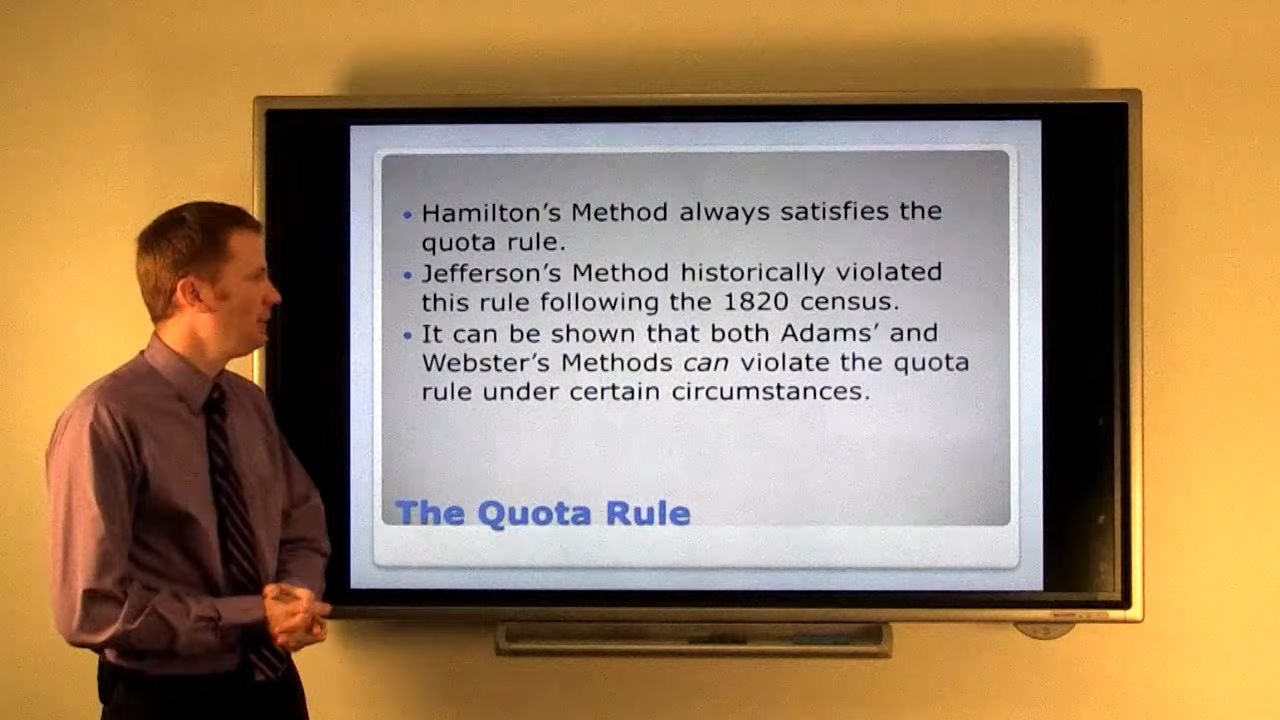 • Hamilton's Method always satisfies the
quota rule.
• Jefferson's Method historically violated
this rule following the 1820 census.
• It can be shown that both Adams' and
Webster's Methods can violate the quota
rule under certain circumstances.
The Quota Rule